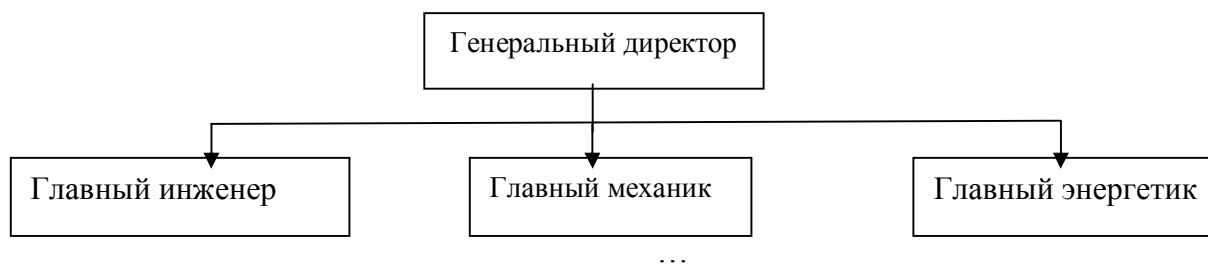 Генеральный директор
Главный инженер
Главный механик
Главный энергетик
…